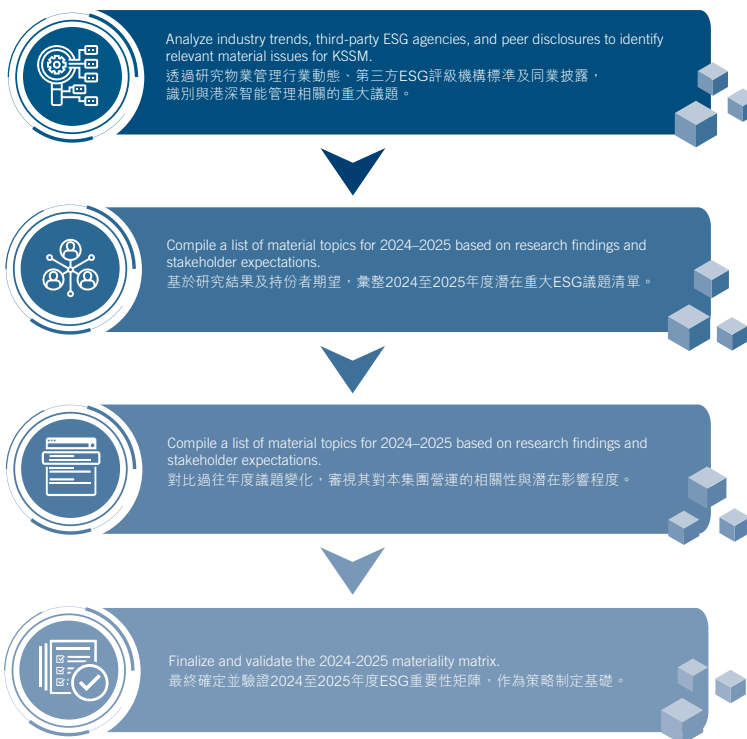 Analyze industry trends, third-party ESG agencies, and peer disclosures to identify
relevant material issues for KSSM.
透過研究物業管理行業動態、第三方ESG評級機構標準及同業披露，
識別與港深智能管理相關的重大議題。
Compile a list of material topics for 2024–2025 based on research findings and
stakeholder expectations.
基於研究結果及持份者期望，彙整2024至2025年度潛在重大ESG議題清單。
Compile a list of material topics for 2024–2025 based on research findings and
stakeholder expectations.
對比過往年度議題變化，審視其對本集團營運的相關性與潛在影響程度。
Finalize and validate the 2024-2025 materiality matrix.
最終確定並驗證2024至2025年度ESG重要性矩陣，作為策略制定基礎。